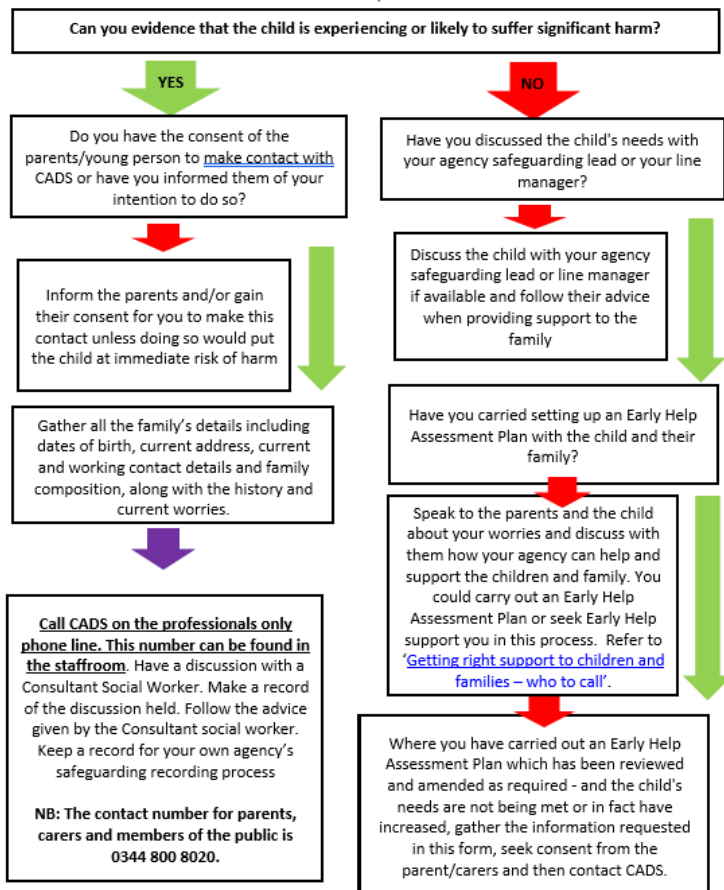 Can you evidence that the child is experiencing or likely to suffer significant harm?
YES
NO
Do you have the consent of the
parents/young person to make contact with
CADS or have you informed them of your
intention to do so?
Inform the parents and/or gain
their consent for you to make this
contact unless doing so would put
the child at immediate risk of harm
Gather all the family's details including
dates of birth, current address, current
and working contact details and family
composition, along with the history and
current worries.
Call CADS on the professionals only
phone line. This number can be found in
the staffroom. Have a discussion with a
Consultant Social Worker. Make a record
of the discussion held. Follow the advice
given by the Consultant social worker.
Keep a record for your own agency's
safeguarding recording process
NB: The contact number for parents,
carers and members of the public is
0344 800 8020.
Have you discussed the child's needs with
your agency safeguarding lead or your line
manager?
Discuss the child with your agency
safeguarding lead or line manager
if available and follow their advice
when providing support to the
family
Have you carried setting up an Early Help
Assessment Plan with the child and their
family?
Speak to the parents and the child
about your worries and discuss with
them how your agency can help and
support the children and family. You
could carry out an Early Help
Assessment Plan or seek Early Help
support you in this process. Refer to
'Getting right support to children and
families – who to call'.
Where you have carried out an Early Help
Assessment Plan which has been reviewed
and amended as required - and the child's
needs are not being met or in fact have
increased, gather the information requested
in this form, seek consent from the
parent/carers and then contact CADS.